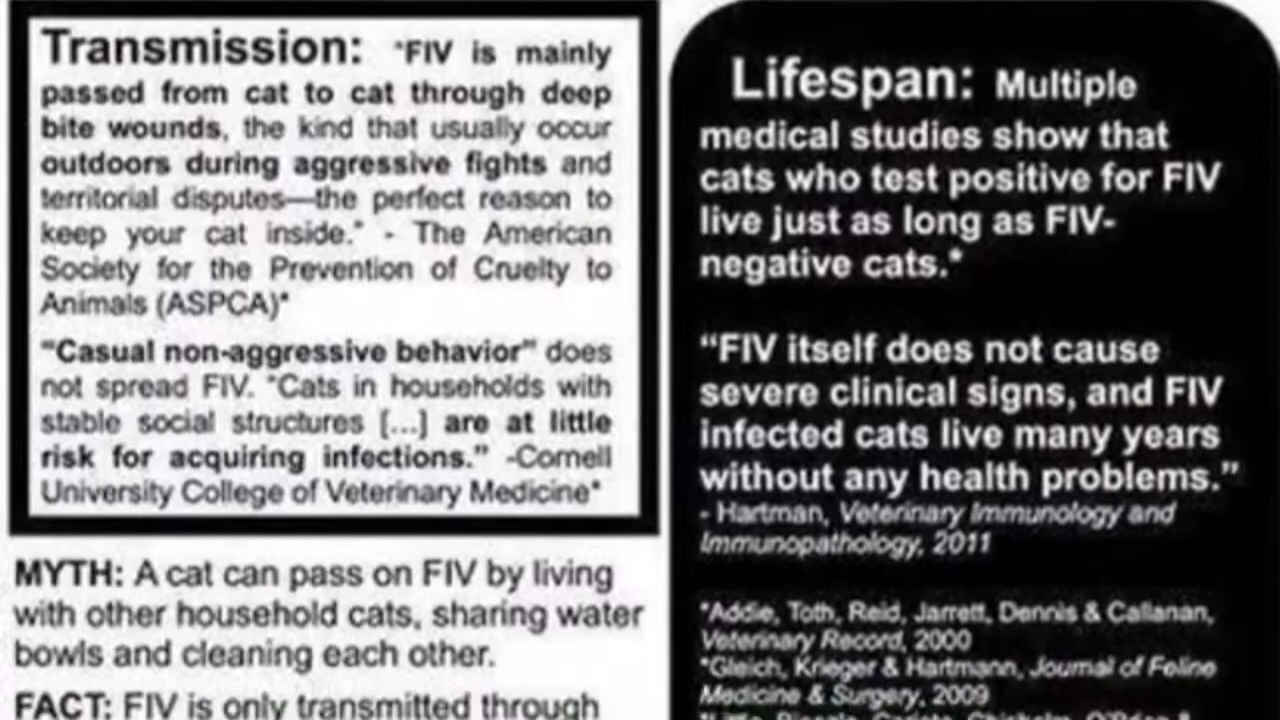 Transmission: "FIV is mainly
passed from cat to cat through deep
bite wounds, the kind that usually occur
outdoors during aggressive fights and
territorial disputes—the perfect reason to
keep your cat inside." - The American
Society for the Prevention of Cruelty to
Animals (ASPCA)*
"Casual non-aggressive behavior" does
not spread FIV. "Cats in households with
stable social structures [...] are at little
risk for acquiring infections." -Cornell
University College of Veterinary Medicine*
MYTH: A cat can pass on FIV by living
with other household cats, sharing water
bowls and cleaning each other.
FACT: FIV is only transmitted through
Lifespan: Multiple
medical studies show that
cats who test positive for FIV
live just as long as FIV-
negative cats.*
"FIV itself does not cause
severe clinical signs, and FIV
infected cats live many years
without any health problems."
- Hartman, Veterinary Immunology and
Immunopathology, 2011
*Addie, Toth, Reid, Jarrett, Dennis & Callanan,
Veterinary Record, 2000
*Gleich, Krieger & Hartmann, Journal of Feline
Medicine & Surgery, 2009